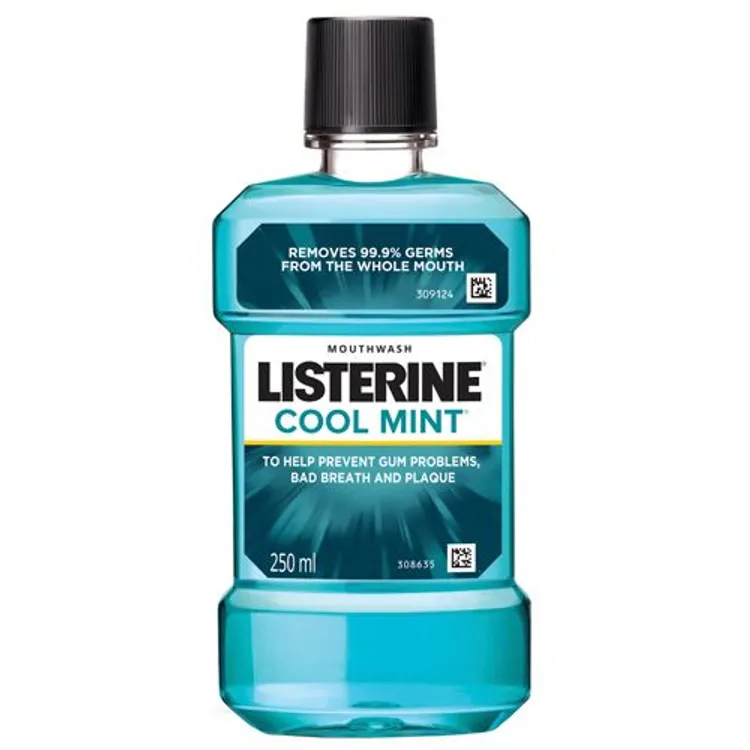 REMOVES 99.9% GERMS
FROM THE WHOLE MOUTH
309124
MOUTHWASH
LISTERINE®
COOL MINT®
TO HELP PREVENT GUM PROBLEMS,
BAD BREATH AND PLAQUE
250 ml
308635